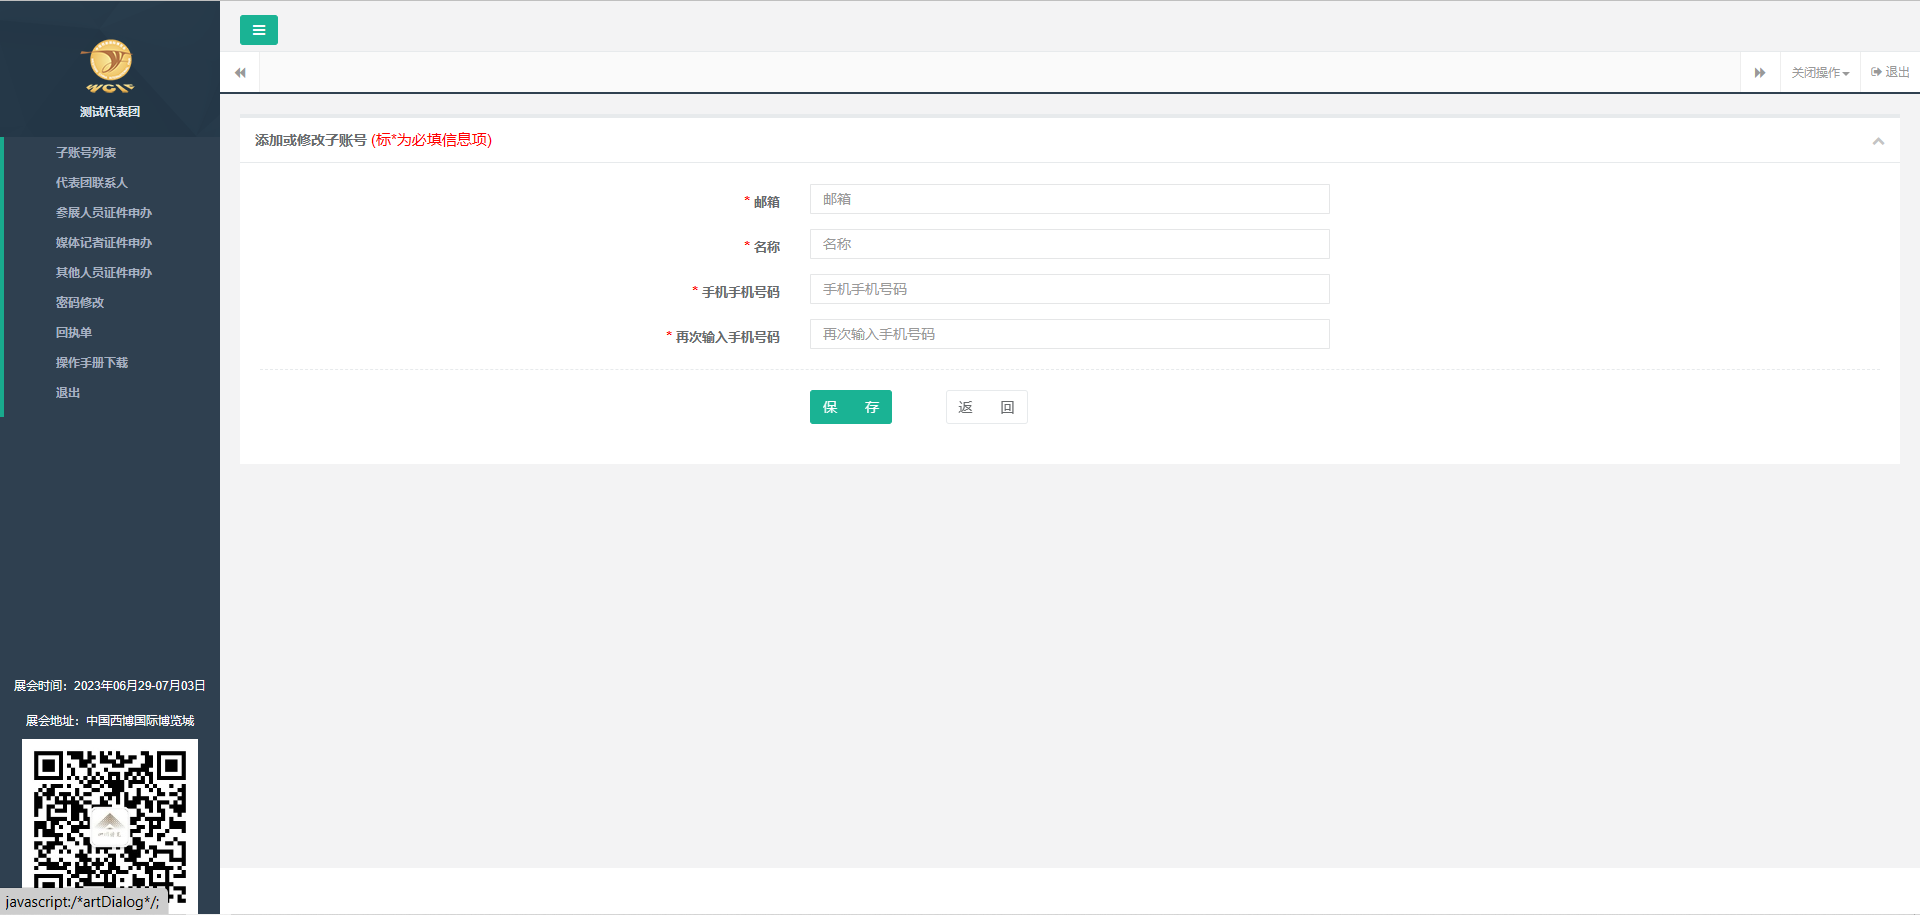 WCIF
测试代表团
子账号列表
代表团联系人
参展人员证件申办
媒体记者证件申办
其他人员证件申办
密码修改
回执单
操作手册下载
退出
展会时间：2023年06月29-07月03日
展会地址：中国西博国际博览城
javascript:/*artDialog*/;
关闭操作
退出
添加或修改子账号 (标*为必填信息项)
* 邮箱
邮箱
* 名称
名称
* 手机手机号码
手机手机号码
* 再次输入手机号码
再次输入手机号码
保 存
返 回